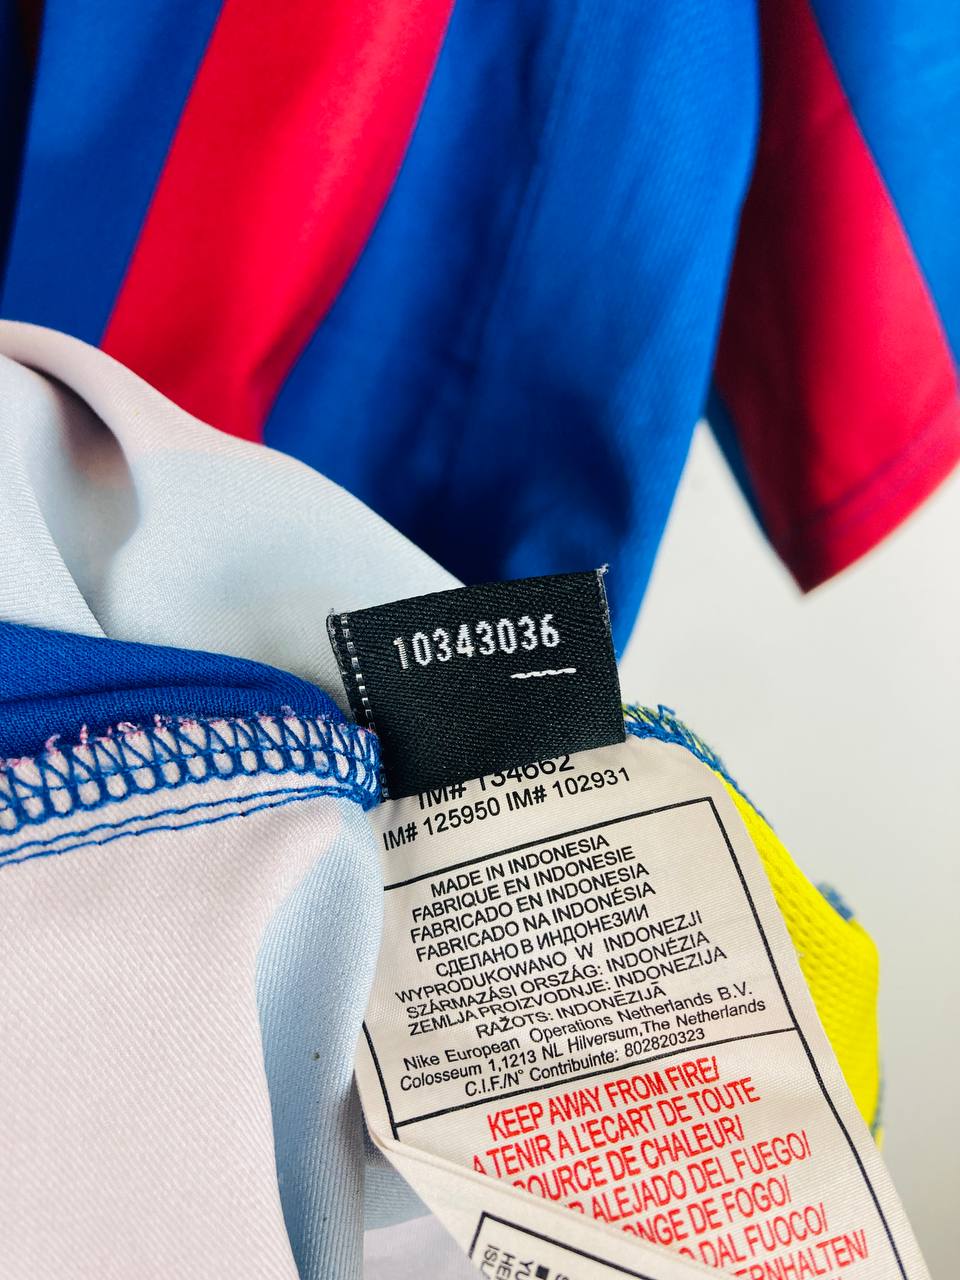 10343036
IM# 134662
IM# 125950 IM# 102931
MADE IN INDONESIA
FABRIQUE EN INDONESIE
FABRICADO EN INDONESIA
FABRICADO NA INDONÉSIA
СДЕЛАНО В ИНДОНЕЗИИ
WYPRODUKOWANO W INDONEZJI
SZÁRMAZÁSI ORSZÁG: INDONÉZIA
ZEMLJA PROIZVODNJE: INDONEZIJA
RAŽOTS: INDONĒZIJĀ
Nike European Operations Netherlands B.V.
Colosseum 1,1213 NL Hilversum,The Netherlands
C.I.F./N° Contribuinte: 802820323
KEEP AWAY FROM FIRE/
A TENIR A L'ECART DE TOUTE
SOURCE DE CHALEUR/
ALEJADO DEL FUEGO/
DE FOGO/
DAL FUOCO/